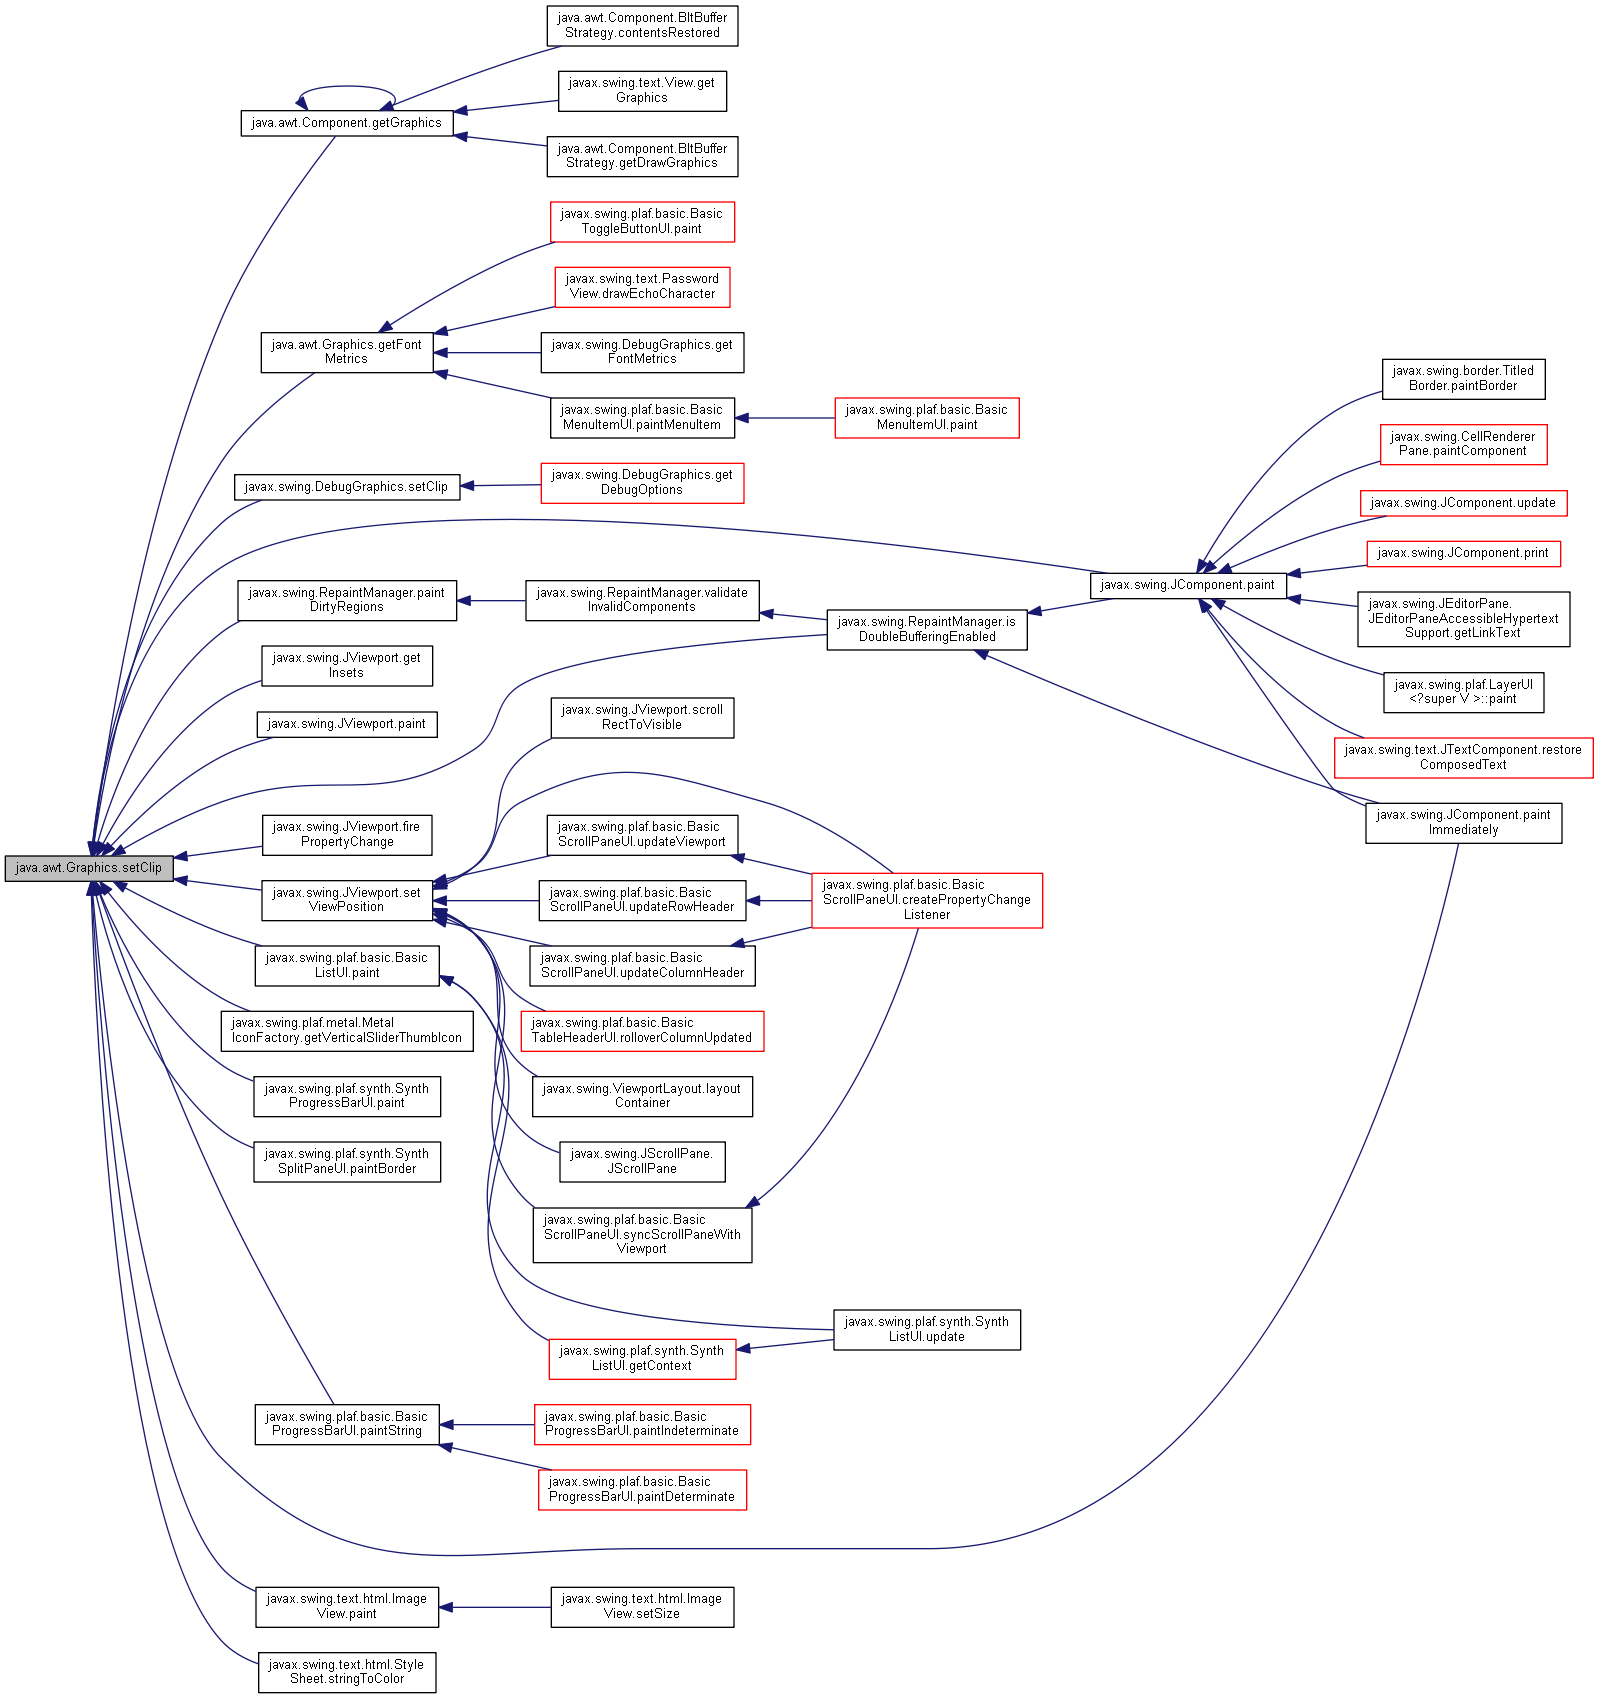 java.awt.Component.BltBuffer
Strategy.contentsRestored
javax.swing.text.View.get
Graphics
java.awt.Component.getGraphics
java.awt.Component.BltBuffer
Strategy.getDrawGraphics
javax.swing.plaf.basic.Basic
ToggleButtonUI.paint
javax.swing.text.Password
View.drawEchoCharacter
java.awt.Graphics.getFont
Metrics
javax.swing.DebugGraphics.get
FontMetrics
javax.swing.plaf.basic.Basic
MenuItemUI.paintMenuItem
javax.swing.plaf.basic.Basic
MenuItemUI.paint
javax.swing.border.Titled
Border.paintBorder
javax.swing.CellRenderer
Pane.paintComponent
javax.swing.DebugGraphics.setClip
javax.swing.DebugGraphics.get
DebugOptions
javax.swing.JComponent.update
javax.swing.JComponent.print
javax.swing.JComponent.paint
javax.swing.RepaintManager.paint
DirtyRegions
javax.swing.RepaintManager.validate
InvalidComponents
javax.swing.RepaintManager.is
DoubleBufferingEnabled
javax.swing.JEditorPane.
JEditorPaneAccessibleHypertext
Support.getLinkText
javax.swing.JViewport.get
Insets
javax.swing.plaf.LayerUI
<?super V >::paint
javax.swing.JViewport.paint
javax.swing.JViewport.scroll
RectToVisible
javax.swing.text.JTextComponent.restore
ComposedText
javax.swing.JComponent.paint
Immediately
javax.swing.JViewport.fire
PropertyChange
javax.swing.plaf.basic.Basic
ScrollPaneUI.updateViewport
java.awt.Graphics.setClip
javax.swing.JViewport.set
ViewPosition
javax.swing.plaf.basic.Basic
ScrollPaneUI.updateRowHeader
javax.swing.plaf.basic.Basic
ScrollPaneUI.createPropertyChange
Listener
javax.swing.plaf.basic.Basic
ListUI.paint
javax.swing.plaf.basic.Basic
ScrollPaneUI.updateColumnHeader
javax.swing.plaf.metal.Metal
IconFactory.getVerticalSliderThumbIcon
javax.swing.plaf.basic.Basic
TableHeaderUI.rolloverColumnUpdated
javax.swing.plaf.synth.Synth
ProgressBarUI.paint
javax.swing.ViewportLayout.layout
Container
javax.swing.plaf.synth.Synth
SplitPaneUI.paintBorder
javax.swing.JScrollPane.
JScrollPane
javax.swing.plaf.basic.Basic
ScrollPaneUI.syncScrollPaneWith
Viewport
javax.swing.plaf.synth.Synth
ListUI.update
javax.swing.plaf.synth.Synth
ListUI.getContext
javax.swing.plaf.basic.Basic
ProgressBarUI.paintString
javax.swing.plaf.basic.Basic
ProgressBarUI.paintIndeterminate
javax.swing.plaf.basic.Basic
ProgressBarUI.paintDeterminate
javax.swing.text.html.Image
View.paint
javax.swing.text.html.Image
View.setSize
javax.swing.text.html.Style
Sheet.stringToColor